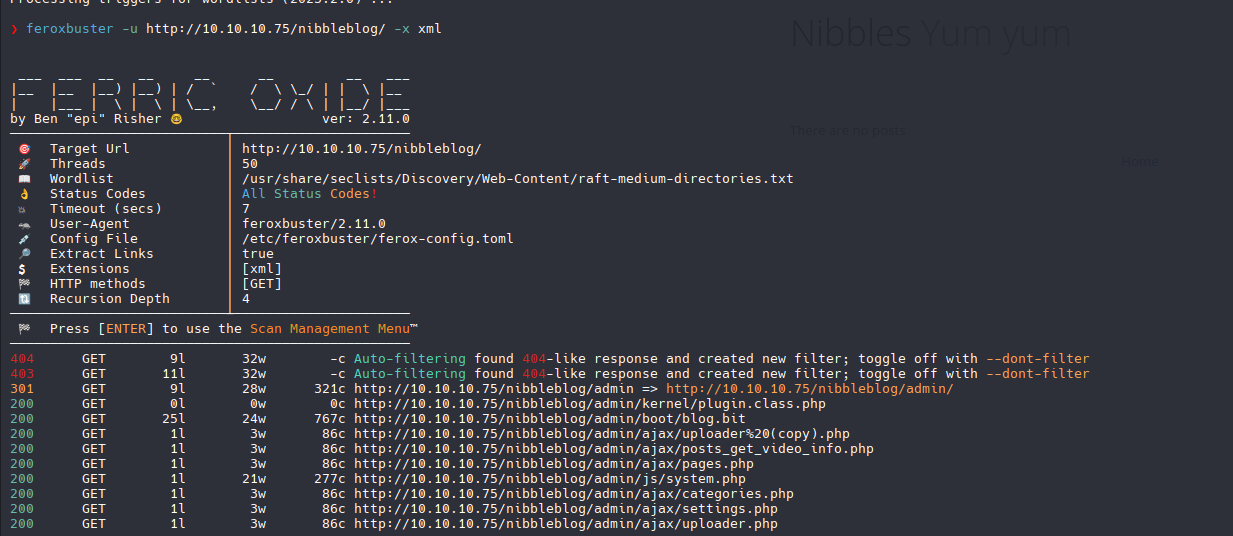 Processing triggers for wordlists (2023.2.0) ...
❯ feroxbuster -u http://10.10.10.75/nibbleblog/ -x xml
Nibbles Yum yum
FERRIC OXIDE
by Ben "epi" Risher 🤓 ver: 2.11.0
There are no posts
🎯 Target Url │ http://10.10.10.75/nibbleblog/
Home
🚀 Threads │ 50
📖 Wordlist │ /usr/share/seclists/Discovery/Web-Content/raft-medium-directories.txt
👌 Status Codes │ All Status Codes!
💥 Timeout (secs) │ 7
🦡 User-Agent │ feroxbuster/2.11.0
💉 Config File │ /etc/feroxbuster/ferox-config.toml
🔎 Extract Links │ true
💲 Extensions │ [xml]
🏁 HTTP methods │ [GET]
🔃 Recursion Depth │ 4
🏁 Press [ENTER] to use the Scan Management Menu™
404 GET 9l 32w -c Auto-filtering found 404-like response and created new filter; toggle off with --dont-filter
403 GET 11l 32w -c Auto-filtering found 404-like response and created new filter; toggle off with --dont-filter
301 GET 9l 28w 321c http://10.10.10.75/nibbleblog/admin => http://10.10.10.75/nibbleblog/admin/
200 GET 0l 0w 0c http://10.10.10.75/nibbleblog/admin/kernel/plugin.class.php
200 GET 25l 24w 767c http://10.10.10.75/nibbleblog/admin/boot/blog.bit
200 GET 1l 3w 86c http://10.10.10.75/nibbleblog/admin/ajax/uploader%20(copy).php
200 GET 1l 3w 86c http://10.10.10.75/nibbleblog/admin/ajax/posts_get_video_info.php
200 GET 1l 3w 86c http://10.10.10.75/nibbleblog/admin/ajax/pages.php
200 GET 1l 21w 277c http://10.10.10.75/nibbleblog/admin/js/system.php
200 GET 1l 3w 86c http://10.10.10.75/nibbleblog/admin/ajax/categories.php
200 GET 1l 3w 86c http://10.10.10.75/nibbleblog/admin/ajax/settings.php
200 GET 1l 3w 86c http://10.10.10.75/nibbleblog/admin/ajax/uploader.php